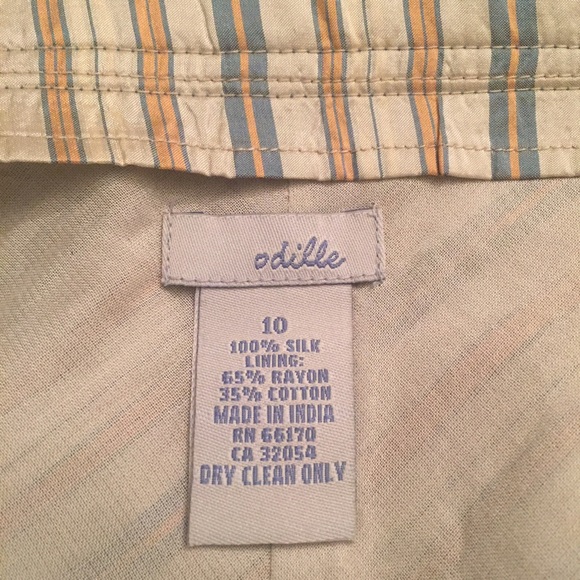 odille
10
100% SILK
LINING:
65% RAYON
35% COTTON
MADE IN INDIA
RN 66170
CA 32054
DRY CLEAN ONLY